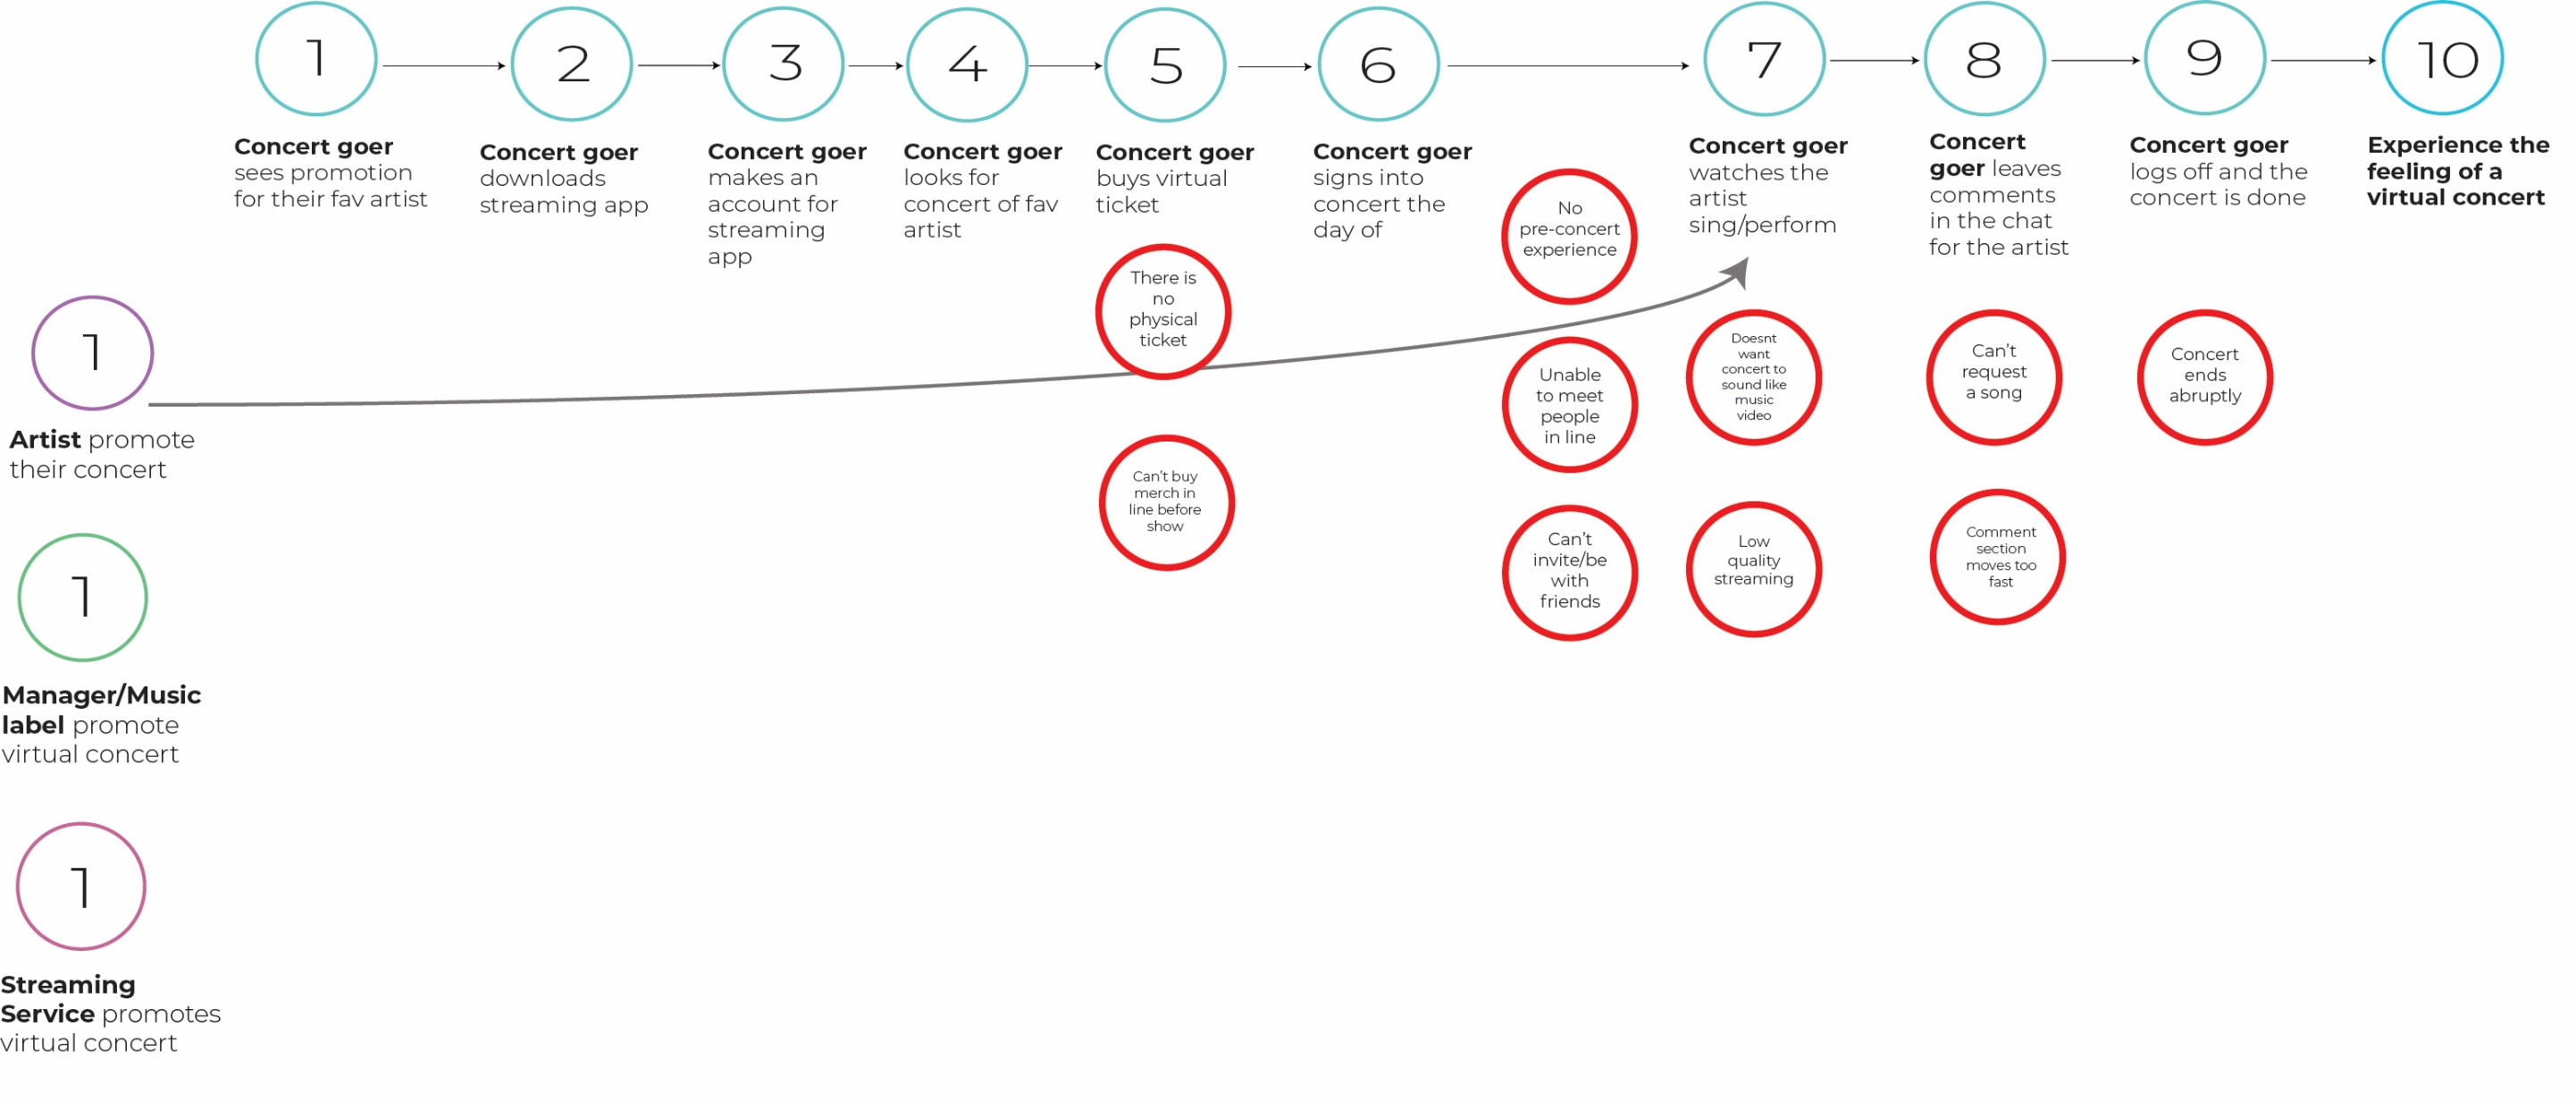 1
2
3
4
5
6
7
8
9
10
Concert goer
sees promotion
for their fav artist
Concert goer
downloads
streaming app
Concert goer
makes an
account for
streaming
app
Concert goer
looks for
concert of fav
artist
Concert goer
buys virtual
ticket
Concert goer
signs into
concert the
day of
Concert goer
watches the
artist
sing/perform
Concert
goer leaves
comments
in the chat
for the artist
Concert goer
logs off and the
concert is done
Experience the
feeling of a
virtual concert
There is
no
physical
ticket
Can't buy
merch in
line before
show
No
pre-concert
experience
Unable
to meet
people
in line
Can't
invite/be
with
friends
Doesnt
want
concert to
sound like
music
video
Low
quality
streaming
Can't
request
a song
Comment
section
moves too
fast
Concert
ends
abruptly
1
Artist promote
their concert
1
Manager/Music
label promote
virtual concert
1
Streaming
Service promotes
virtual concert